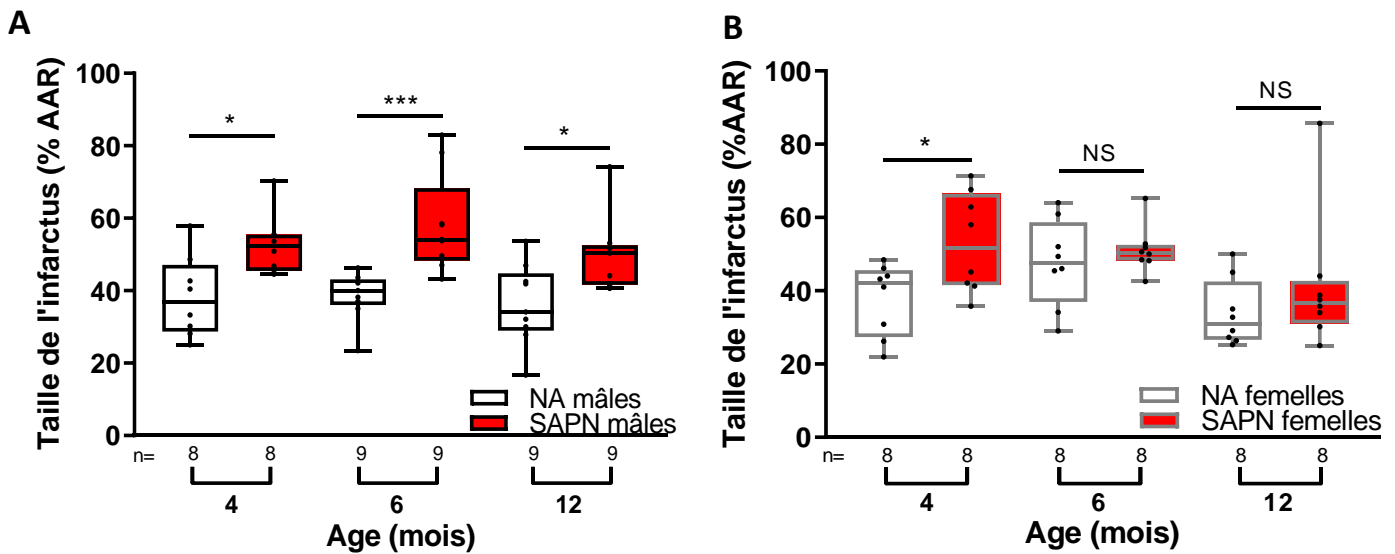 A
Taille de l'infarctus (% AAR)
100
80
60
40
20
0
*
***
*
NA mâles
SAPN mâles
n= 8 8 9 9 9 9
4 6 12
Age (mois)
B
Taille de l'infarctus (%AAR)
100
80
60
40
20
0
*
NS
NS
NA femelles
SAPN femelles
n= 8 8 8 8 8 8
4 6 12
Age (mois)